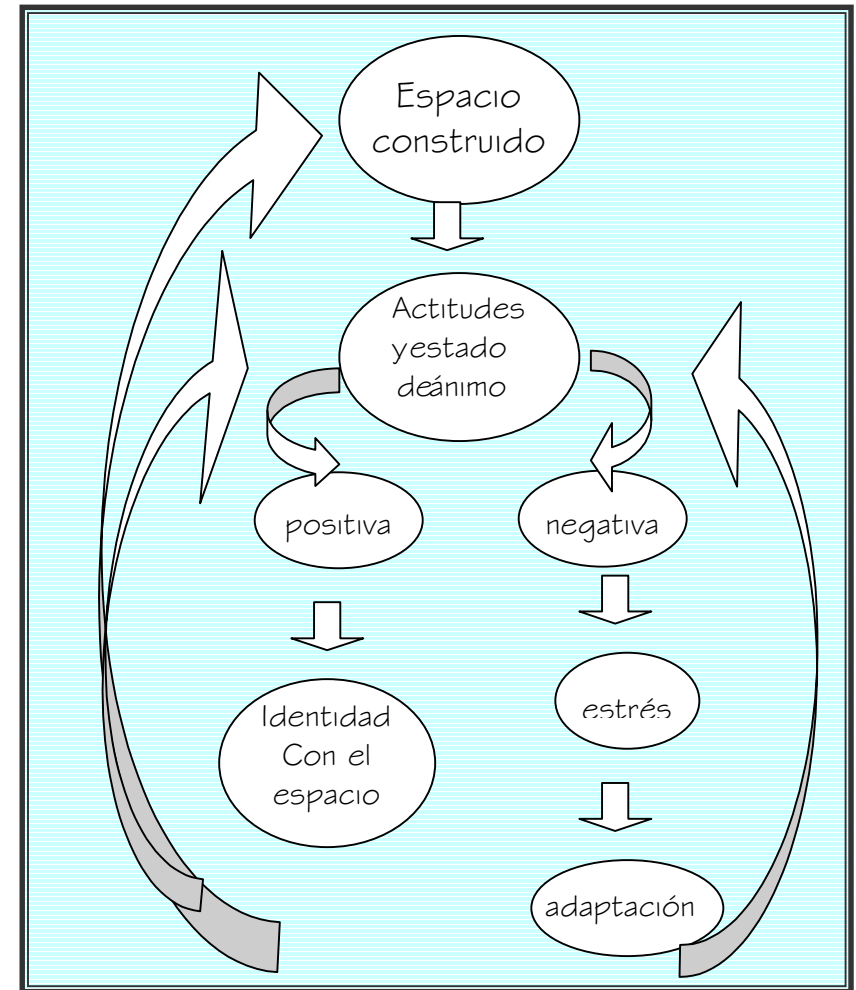 Espacio
construido
Actitudes
yestado
deánimo
positiva
negativa
Identidad
Con el
espacio
estrés
adaptación